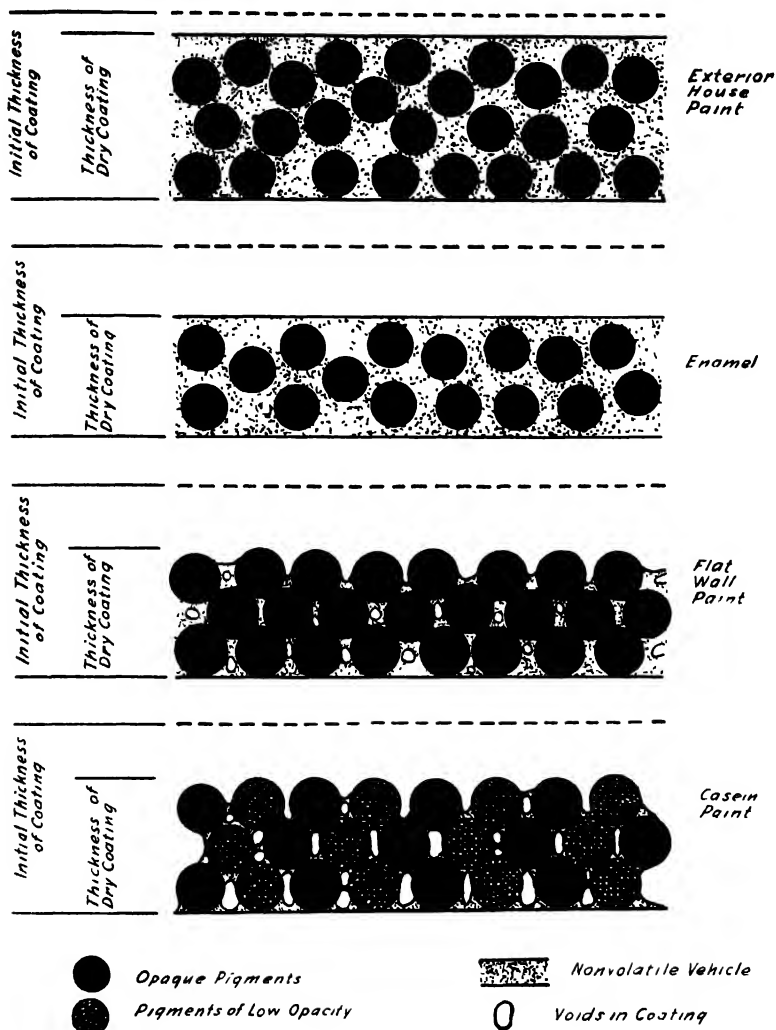 Initial Thickness
of Coating
Thickness of
Dry Coating
Exterior
House
Paint
Initial Thickness
of Coating
Thickness of
Dry Coating
Enamel
Initial Thickness
of Coating
Thickness of
Dry Coating
Flat
Wall
Paint
Initial Thickness
of Coating
Thickness of
Dry Coating
Casein
Paint
Opaque Pigments
Nonvolatile Vehicle
Pigments of Low Opacity
Voids in Coating